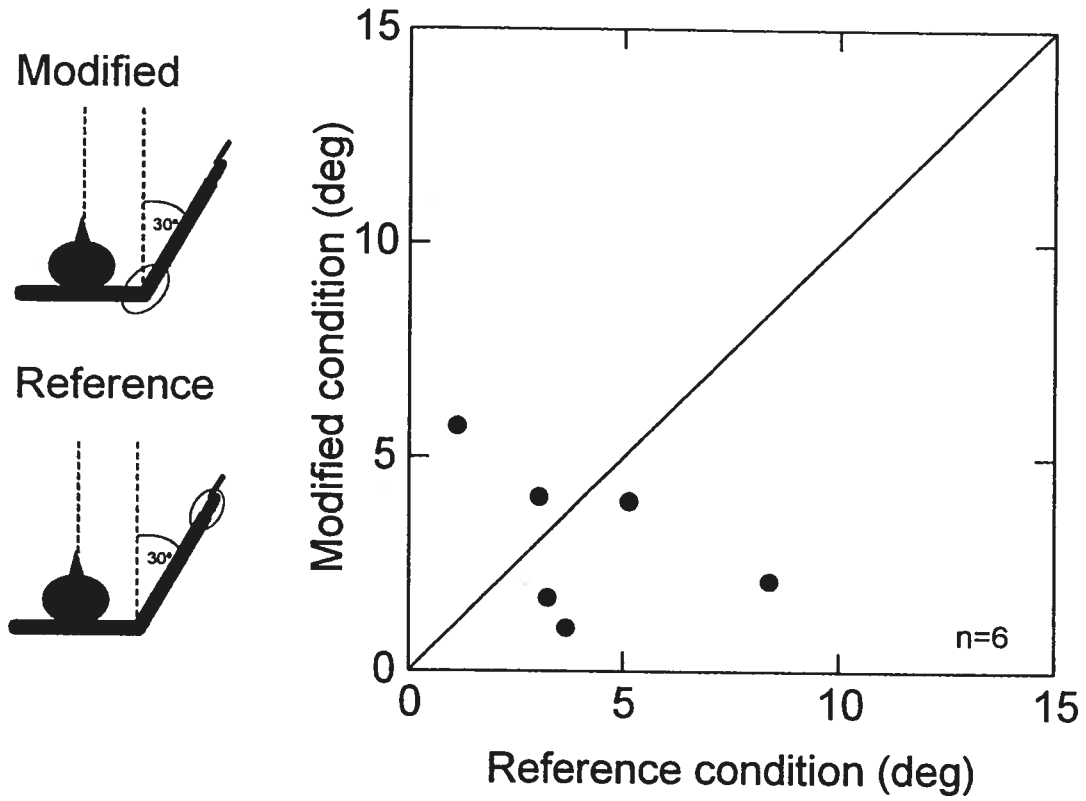 Modified
30°
Reference
30°
Modified condition (deg)
15
10
5
0
n=6
0 5 10 15
Reference condition (deg)